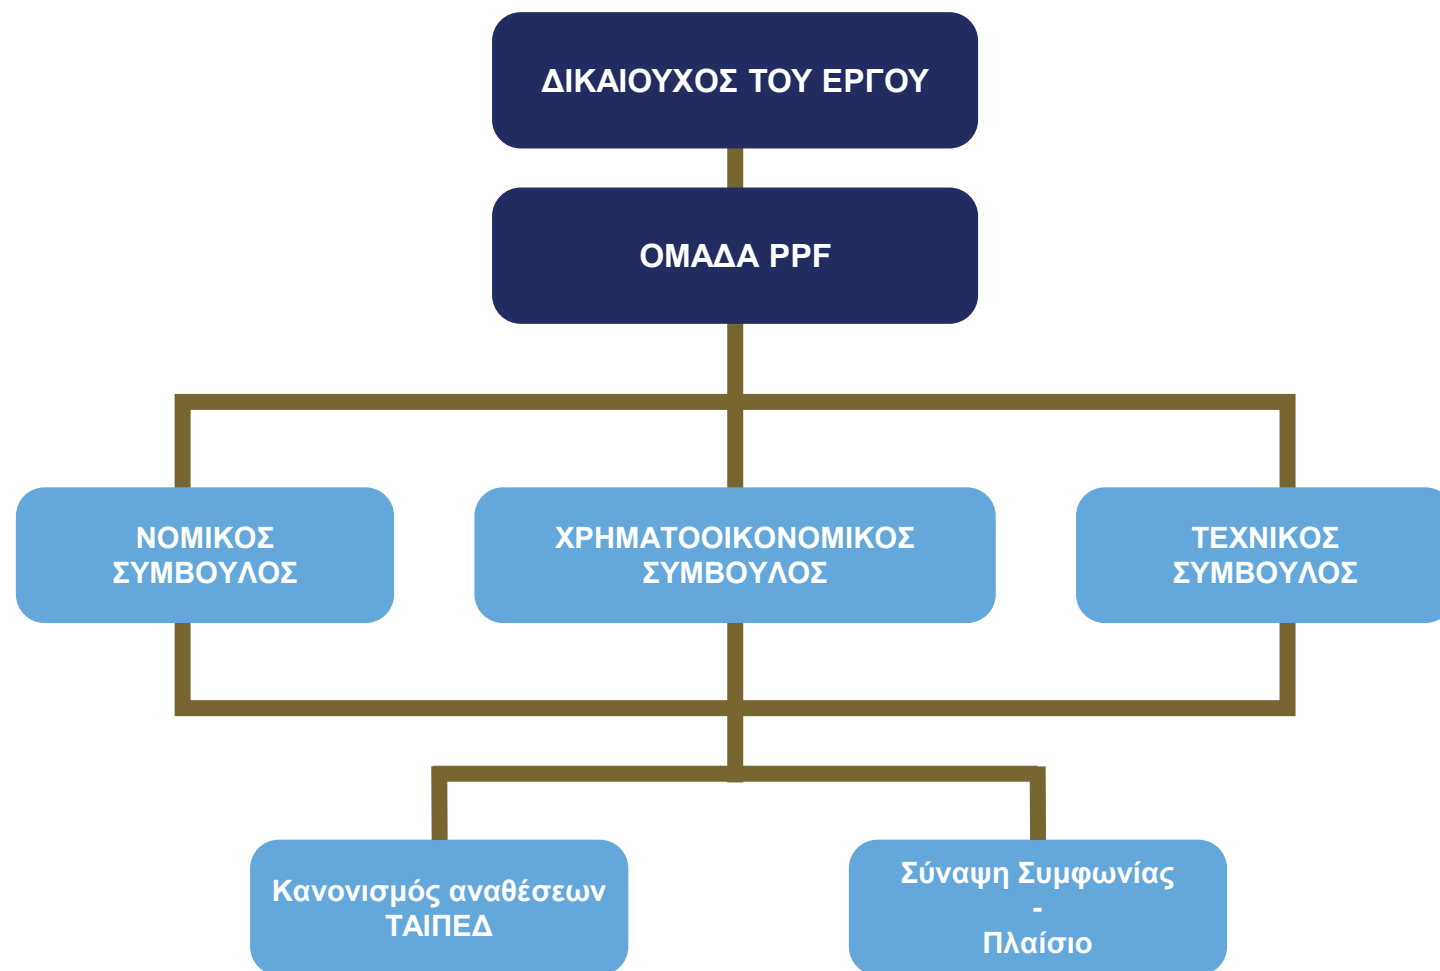 ΔΙΚΑΙΟΥΧΟΣ ΤΟΥ ΕΡΓΟΥ
ΟΜΑΔΑ PPF
ΝΟΜΙΚΟΣ
ΣΥΜΒΟΥΛΟΣ
ΧΡΗΜΑΤΟΟΙΚΟΝΟΜΙΚΟΣ
ΣΥΜΒΟΥΛΟΣ
ΤΕΧΝΙΚΟΣ
ΣΥΜΒΟΥΛΟΣ
Κανονισμός αναθέσεων
ΤΑΙΠΕΔ
Σύναψη Συμφωνίας
-
Πλαίσιο